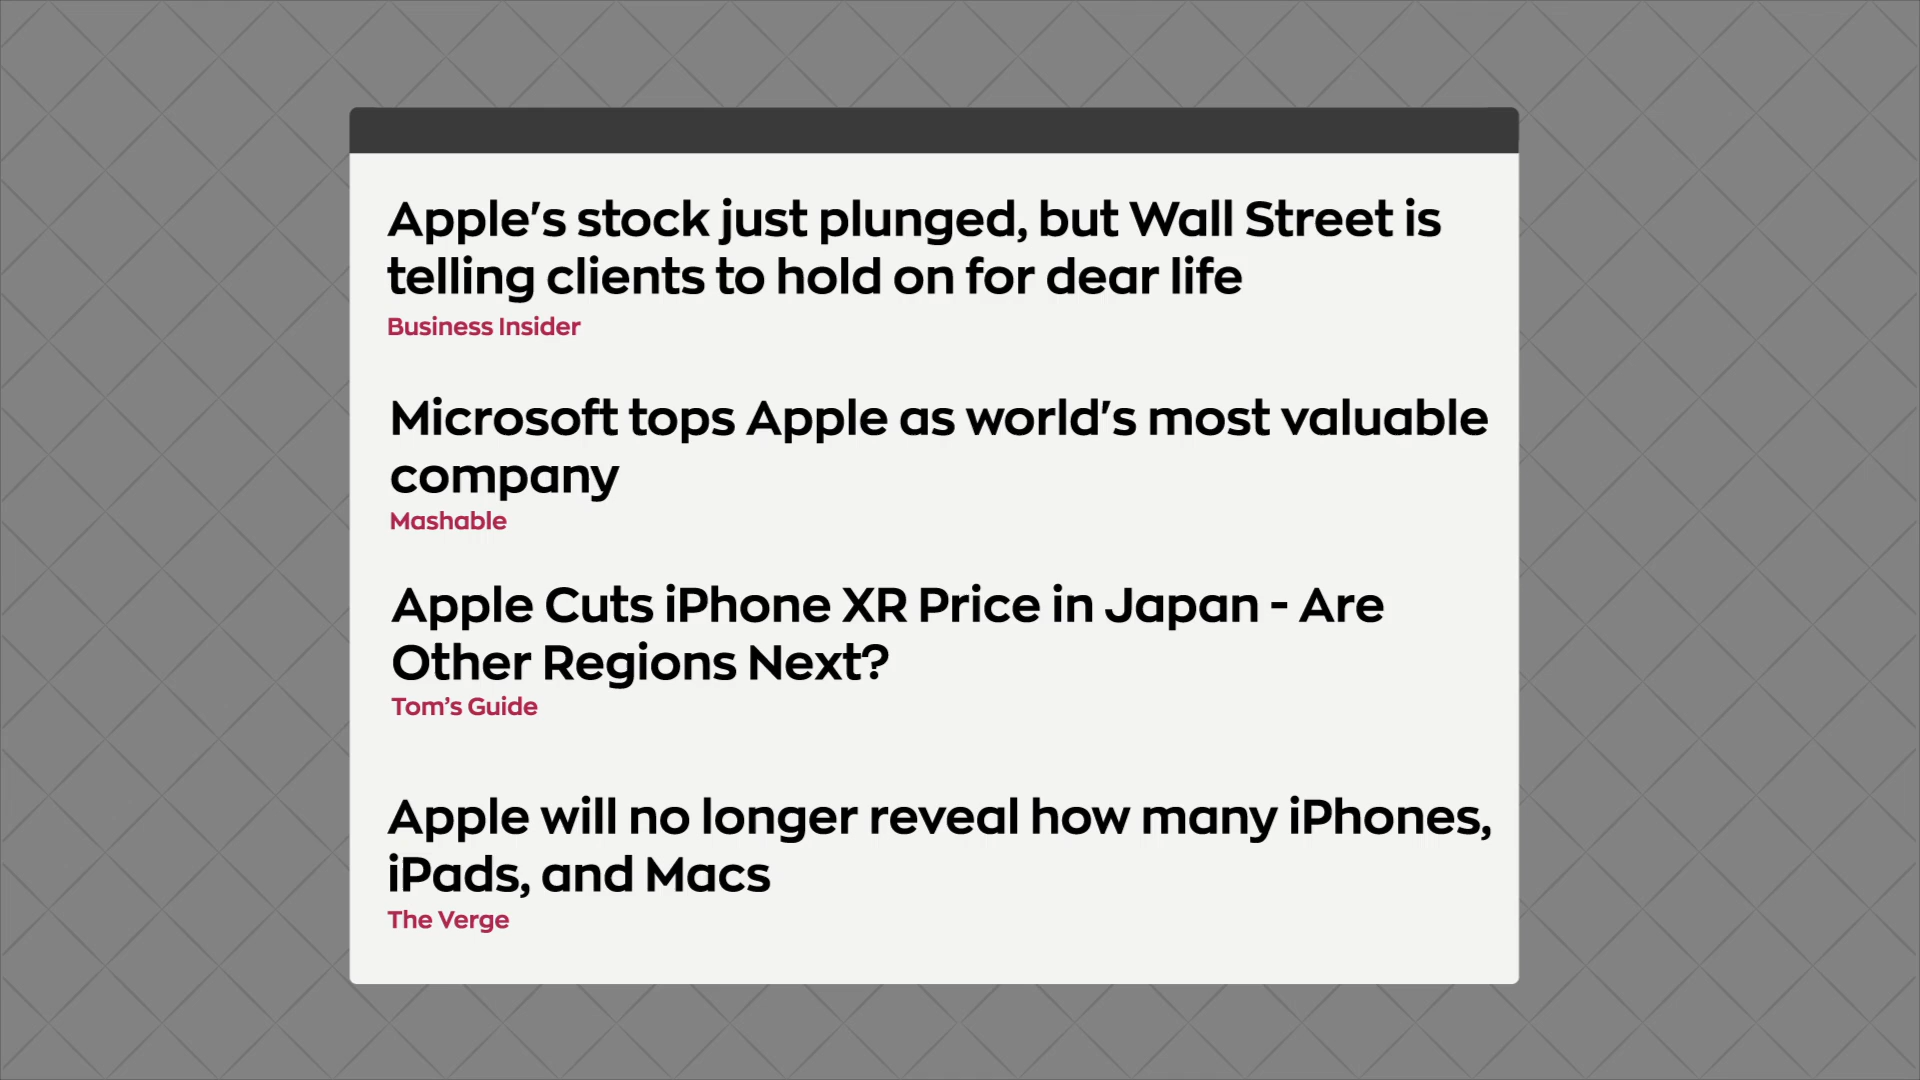 Apple's stock just plunged, but Wall Street is
telling clients to hold on for dear life
Business Insider
Microsoft tops Apple as world's most valuable
company
Mashable
Apple Cuts iPhone XR Price in Japan - Are
Other Regions Next?
Tom’s Guide
Apple will no longer reveal how many iPhones,
iPads, and Macs
The Verge